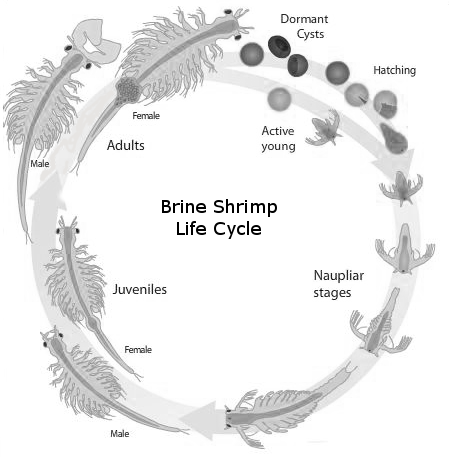 Dormant
Cysts
Hatching
Female
Active
young
Adults
Male
Brine Shrimp
Life Cycle
Naupliar
stages
Juveniles
Female
Male